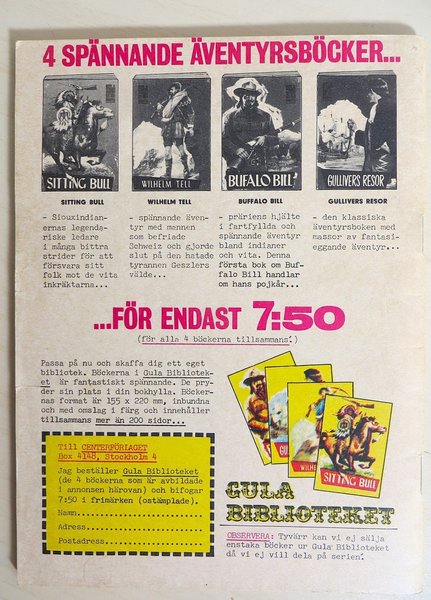 4 SPÄNNANDE ÄVENTYRSBÖCKER...
SITTING BULL
WILHELM TELL
BUFALO BILL
GULLIVERS RESOR
SITTING BULL
WILHELM TELL
BUFFALO BILL
GULLIVERS RESOR
- Siouxindian-
ernas legenda-
riske ledare
i många bittra
strider för att
försvara sitt
folk mot de vita
inkräktarna...
- spännande även-
tyr med mannen
som befriade
Schweiz och gjorde
slut på den hatade
tyrannen Geszlers
välde...
- präriens hjälte
i fartfyllda och
spännande äventyr
bland indianer
och vita. Denna
första bok om Buf-
falo Bill handlar
om hans pojkår...
- den klassiska
äventyrsboken med
massor av fantasi-
eggande äventyr...
...FÖR ENDAST 7:50
(för alla 4 böckerna tillsammans!)
Passa på nu och skaffa dig ett eget
bibliotek. Böckerna i Gula Bibliotek-
et är fantastiskt spännande. De pry-
der sin plats i din bokhylla. Böcker-
nas format är 155 x 220 mm, inbundna
och med omslag i färg och innehåller
tillsammans mer än 200 sidor...
Till CENTERFÖRLAGET
Box 4148, Stockholm 4
Jag beställer Gula Biblioteket
(de 4 böckerna som är avbildade
i annonsen härovan) och bifogar
7:50 i frimärken (ostämplade).
Namn
Adress
Postadress
SITTING BULL
GULA
BIBLIOTEKET
OBSERVERA: Tyvärr kan vi ej sälja
enstaka böcker ur Gula Biblioteket
då vi ej vill dela på serien!